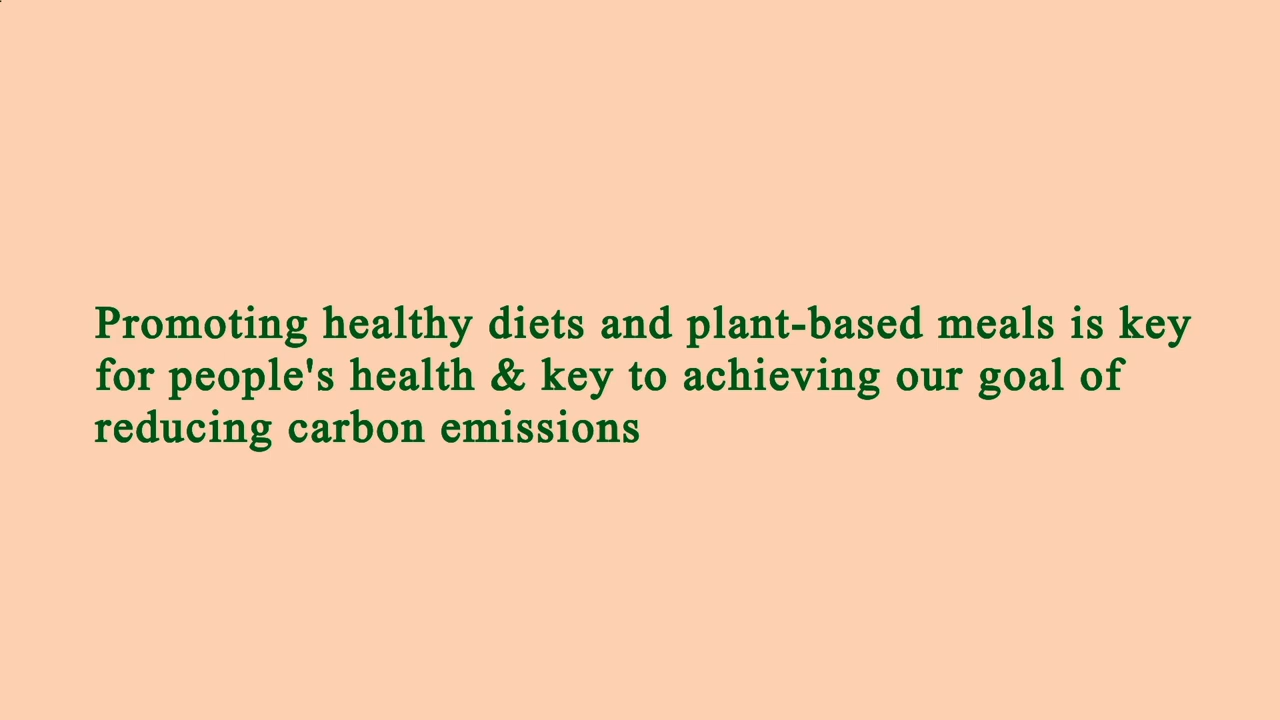 Promoting healthy diets and plant-based meals is key
for people's health & key to achieving our goal of
reducing carbon emissions